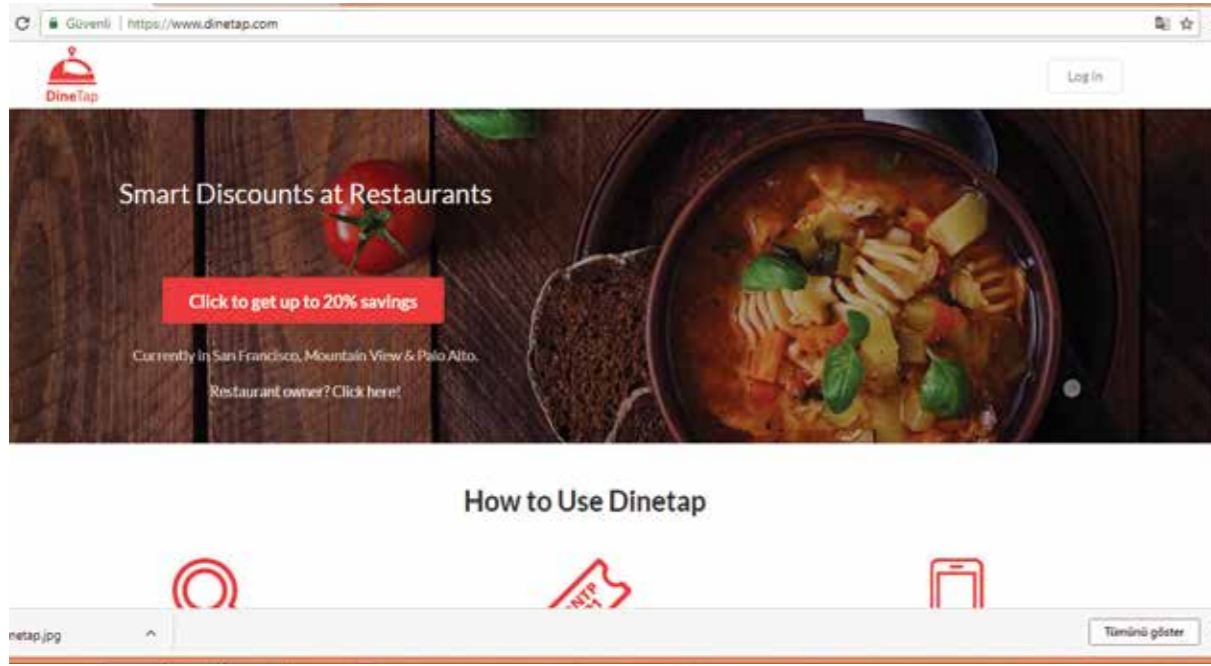 Güvenli | https://www.dinetap.com
DineTap
Log In
Smart Discounts at Restaurants
Click to get up to 20% savings
Currently in San Francisco, Mountain View & Palo Alto.
Restaurant owner? Click here!
How to Use Dinetap
netap.jpg
Tümünü göster